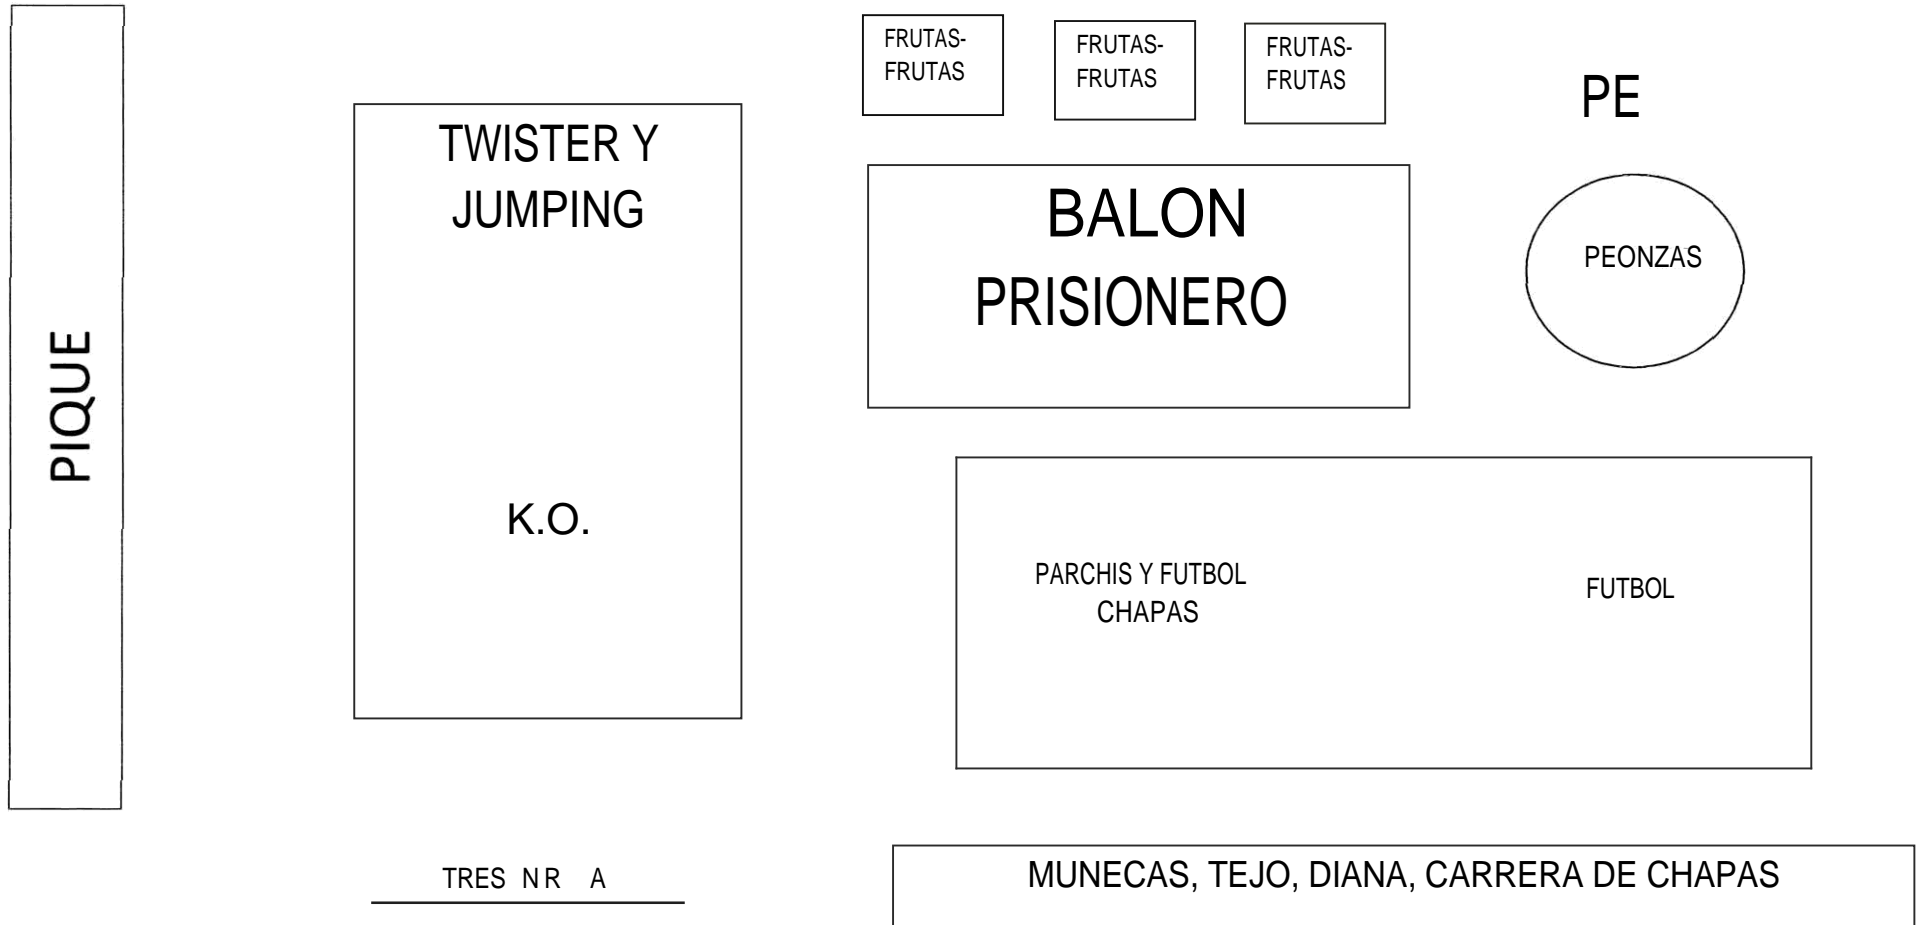 PIQUE
TWISTER Y
JUMPING
K.O.
FRUTAS-
FRUTAS
FRUTAS-
FRUTAS
FRUTAS-
FRUTAS
PE
BALON
PRISIONERO
PEONZAS
PARCHIS Y FUTBOL
CHAPAS
FUTBOL
TRES N R A
MUNECAS, TEJO, DIANA, CARRERA DE CHAPAS